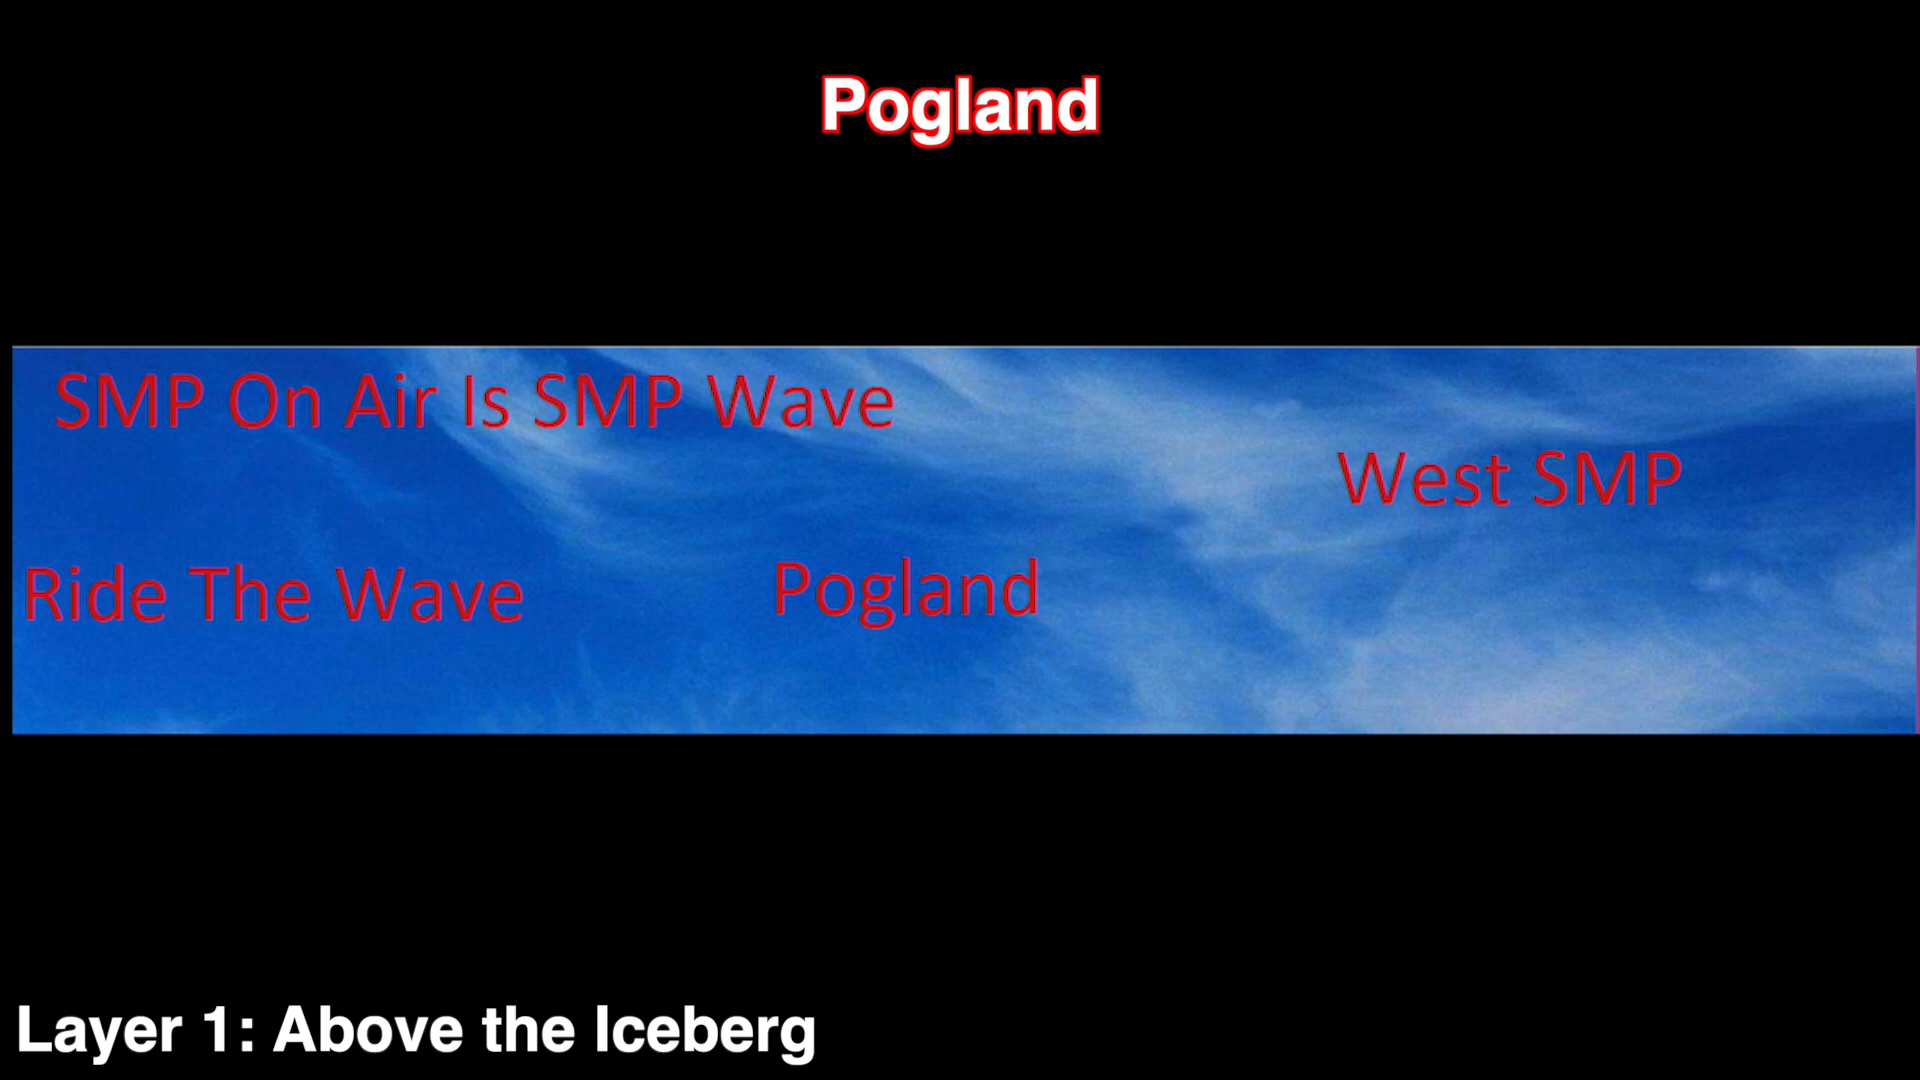 Pogland
SMP On Air Is SMP Wave
West SMP
Ride The Wave
Pogland
Layer 1: Above the Iceberg